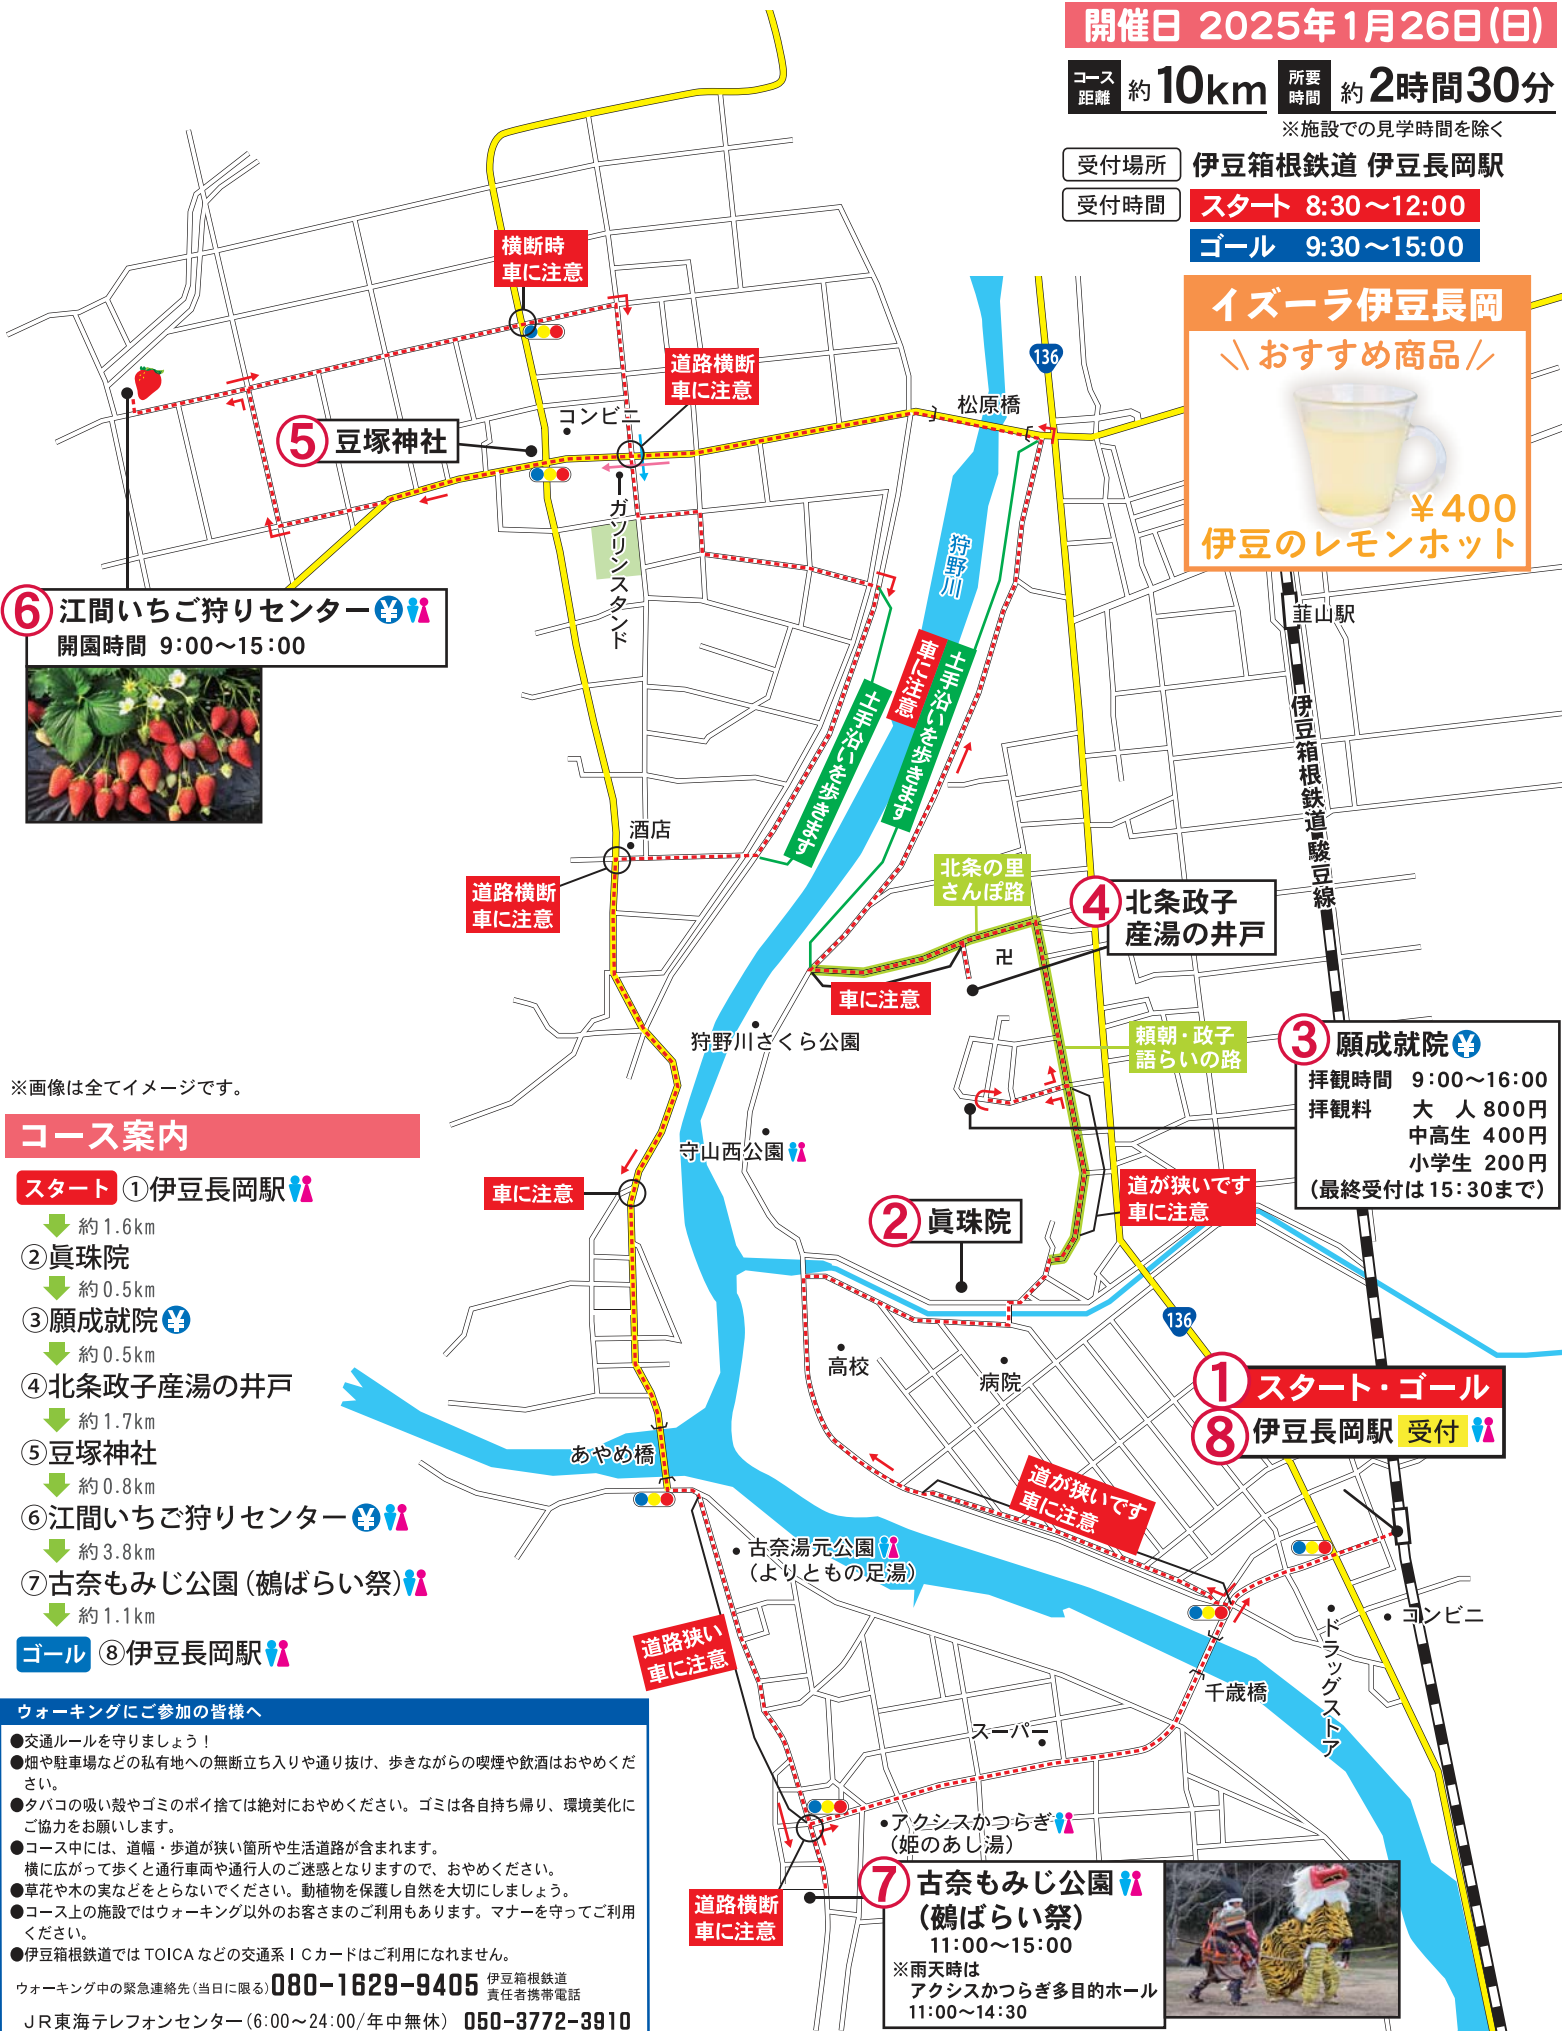 開催日 2025年1月26日(日)
コース距離 約10km 所要時間 約2時間30分
※施設での見学時間を除く
受付場所 伊豆箱根鉄道 伊豆長岡駅
受付時間 スタート 8:30～12:00
ゴール 9:30～15:00
イズーラ伊豆長岡
おすすめ商品
¥400
伊豆のレモンホット
横断時
車に注意
道路横断
車に注意
コンビニ
松原橋
136
⑤ 豆塚神社
ガソリンスタンド
狩野川
韮山駅
⑥ 江間いちご狩りセンター¥
開園時間 9:00～15:00
車に注意
土手沿いを歩きます
土手沿いを歩きます
伊豆箱根鉄道駿豆線
酒店
道路横断
車に注意
北条の里
さんぽ路
④ 北条政子
産湯の井戸
卍
車に注意
狩野川さくら公園
頼朝・政子
語らいの路
③ 願成就院¥
拝観時間 9:00～16:00
拝観料 大 人 800円
中高生 400円
小学生 200円
(最終受付は15:30まで)
守山西公園
車に注意
道が狭いです
車に注意
② 眞珠院
136
高校
病院
① スタート・ゴール
⑧ 伊豆長岡駅 受付
あやめ橋
道が狭いです
車に注意
古奈湯元公園
(よりともの足湯)
コンビニ
ドラッグストア
道路狭い
車に注意
千歳橋
スーパー
アクシスかつらぎ
(姫のあし湯)
道路横断
車に注意
⑦ 古奈もみじ公園
(鵺ばらい祭)
11:00～15:00
※雨天時は
アクシスかつらぎ多目的ホール
11:00～14:30
※画像は全てイメージです。
コース案内
スタート ①伊豆長岡駅
約1.6km
②眞珠院
約0.5km
③願成就院¥
約0.5km
④北条政子産湯の井戸
約1.7km
⑤豆塚神社
約0.8km
⑥江間いちご狩りセンター¥
約3.8km
⑦古奈もみじ公園(鵺ばらい祭)
約1.1km
ゴール ⑧伊豆長岡駅
ウォーキングにご参加の皆様へ
●交通ルールを守りましょう！
●畑や駐車場などの私有地への無断立ち入りや通り抜け、歩きながらの喫煙や飲酒はおやめくだ
さい。
●タバコの吸い殻やゴミのポイ捨ては絶対におやめください。ゴミは各自持ち帰り、環境美化に
ご協力をお願いします。
●コース中には、道幅・歩道が狭い箇所や生活道路が含まれます。
横に広がって歩くと通行車両や通行人のご迷惑となりますので、おやめください。
●草花や木の実などをとらないでください。動植物を保護し自然を大切にしましょう。
●コース上の施設ではウォーキング以外のお客さまのご利用もあります。マナーを守ってご利用
ください。
●伊豆箱根鉄道ではTOICAなどの交通系ＩＣカードはご利用になれません。
ウォーキング中の緊急連絡先(当日に限る) 080-1629-9405 伊豆箱根鉄道
責任者携帯電話
ＪＲ東海テレフォンセンター(6:00～24:00/年中無休) 050-3772-3910